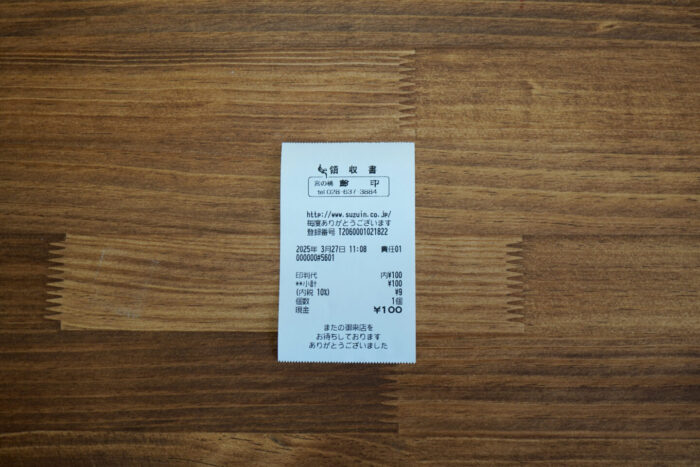 領収書
宮の橋 鈴印
tel 028-637-3884
http://www.suzuin.co.jp/
毎度ありがとうございます
登録番号 T2060001021822
2025年 3月27日 11:08 責任01
000000#5601
印判代 内¥100
**小計 ¥100
(内税 10%) ¥9
個数 1個
現金 ¥100
またの御来店を
お待ちしております
ありがとうございました